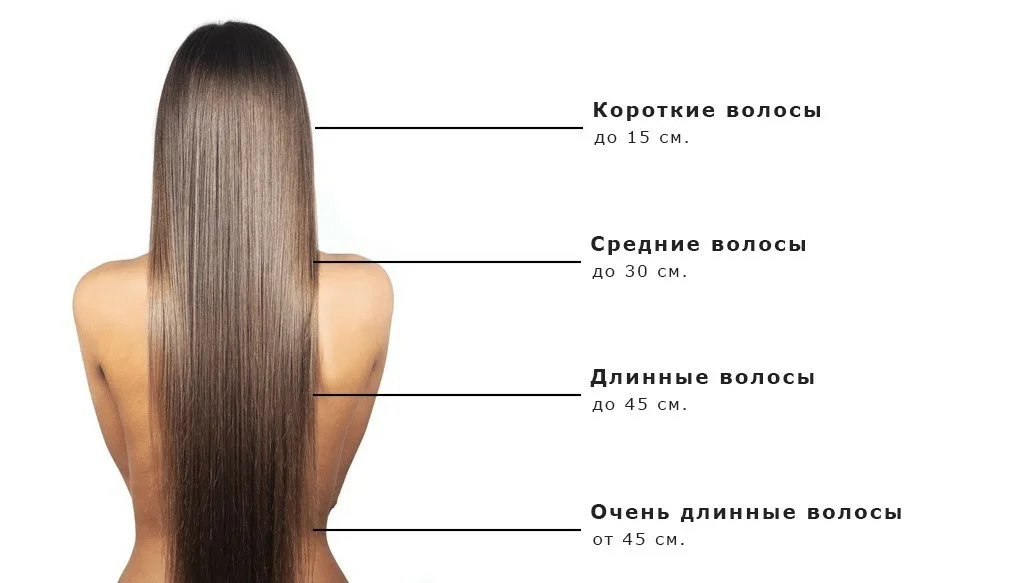 Короткие волосы
до 15 см.
Средние волосы
до 30 см.
Длинные волосы
до 45 см.
Очень длинные волосы
от 45 см.